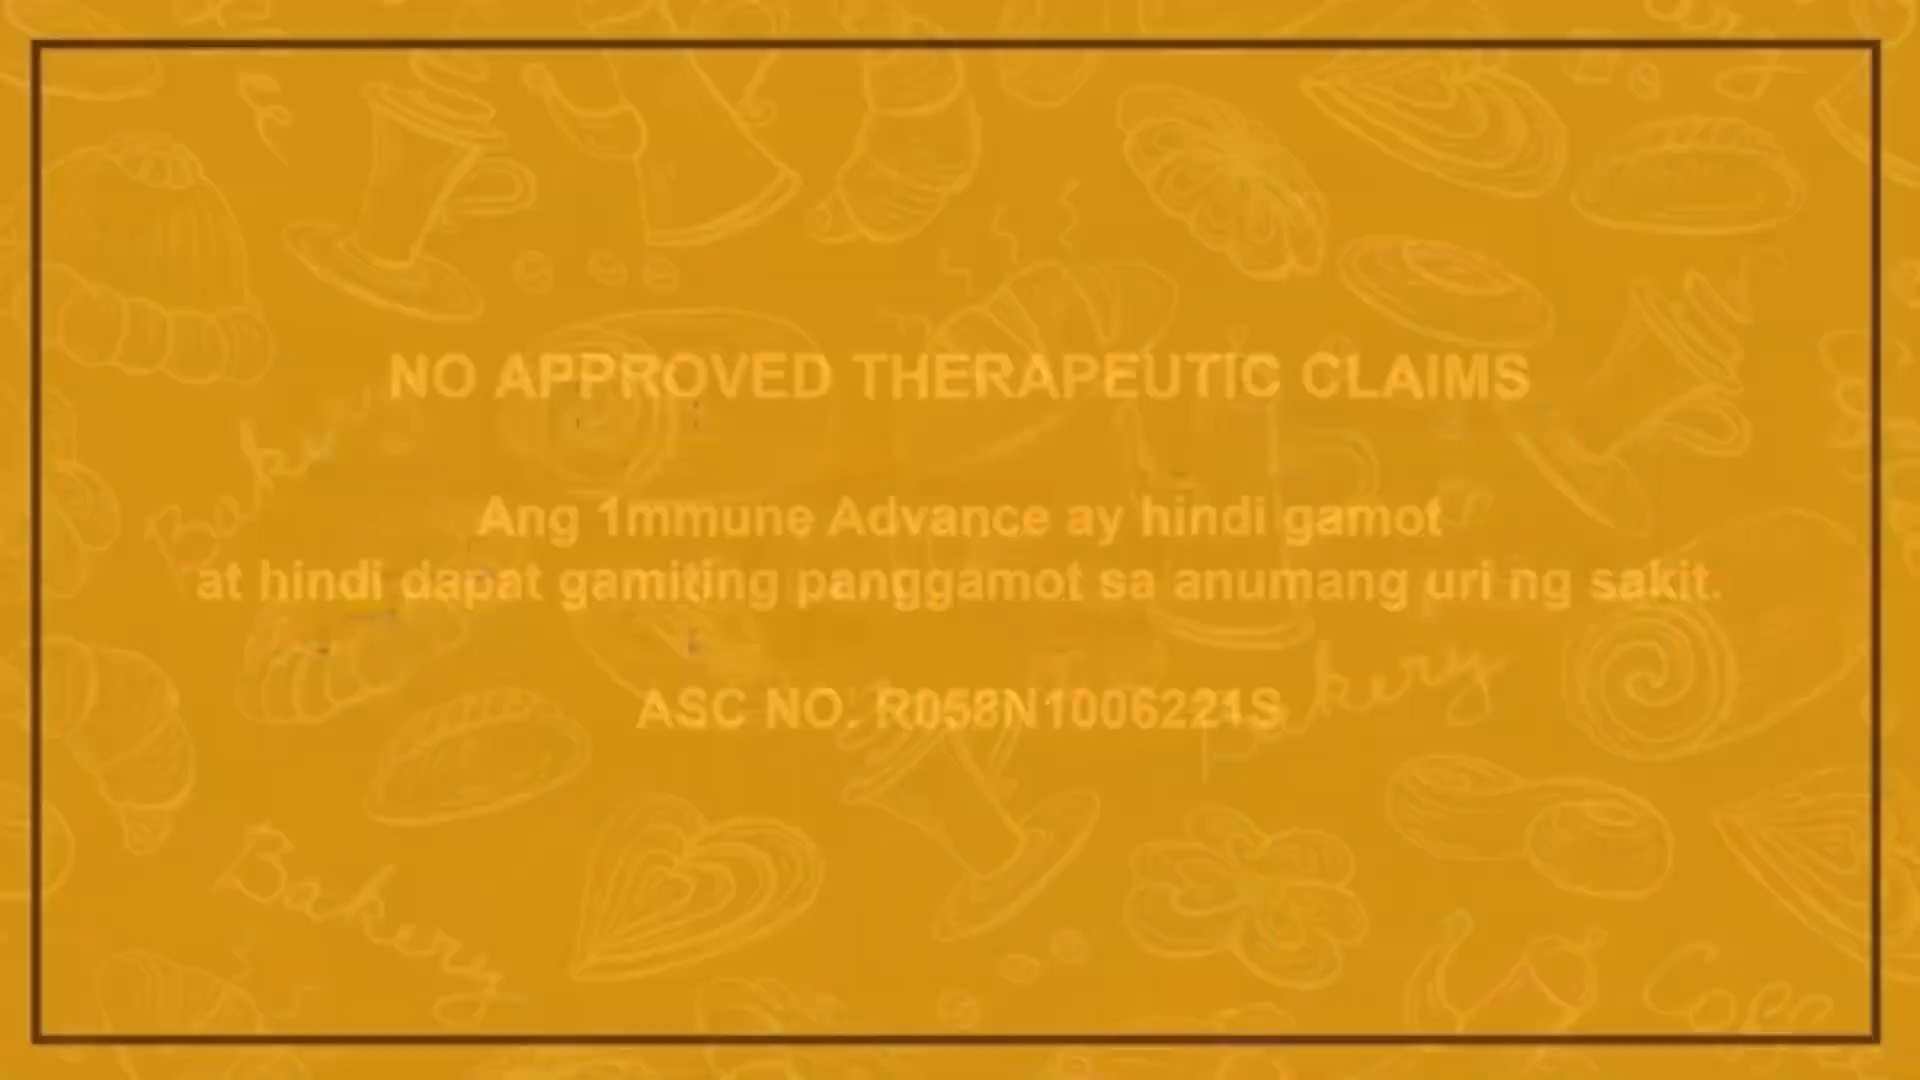 NO APPROVED THERAPEUTIC CLAIMS
Ang 1mmune Advance ay hindi gamot
at hindi dapat gamiting panggamot sa anumang uri ng sakit.
ASC NO. R058N1006221S
Bakery